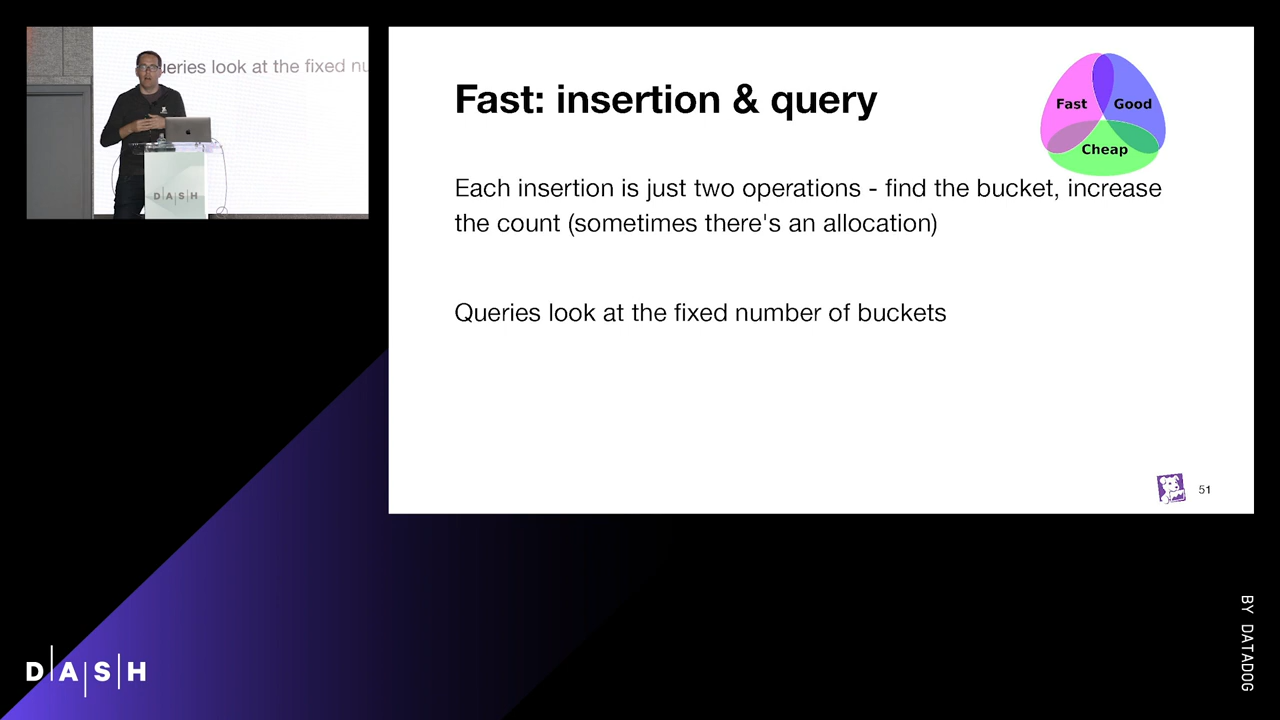 ueries look at the fixed nu
D|A|S|H
Fast: insertion & query
Fast
Good
Cheap
Each insertion is just two operations - find the bucket, increase
the count (sometimes there's an allocation)
Queries look at the fixed number of buckets
51
D|A|S|H
BY DATADOG